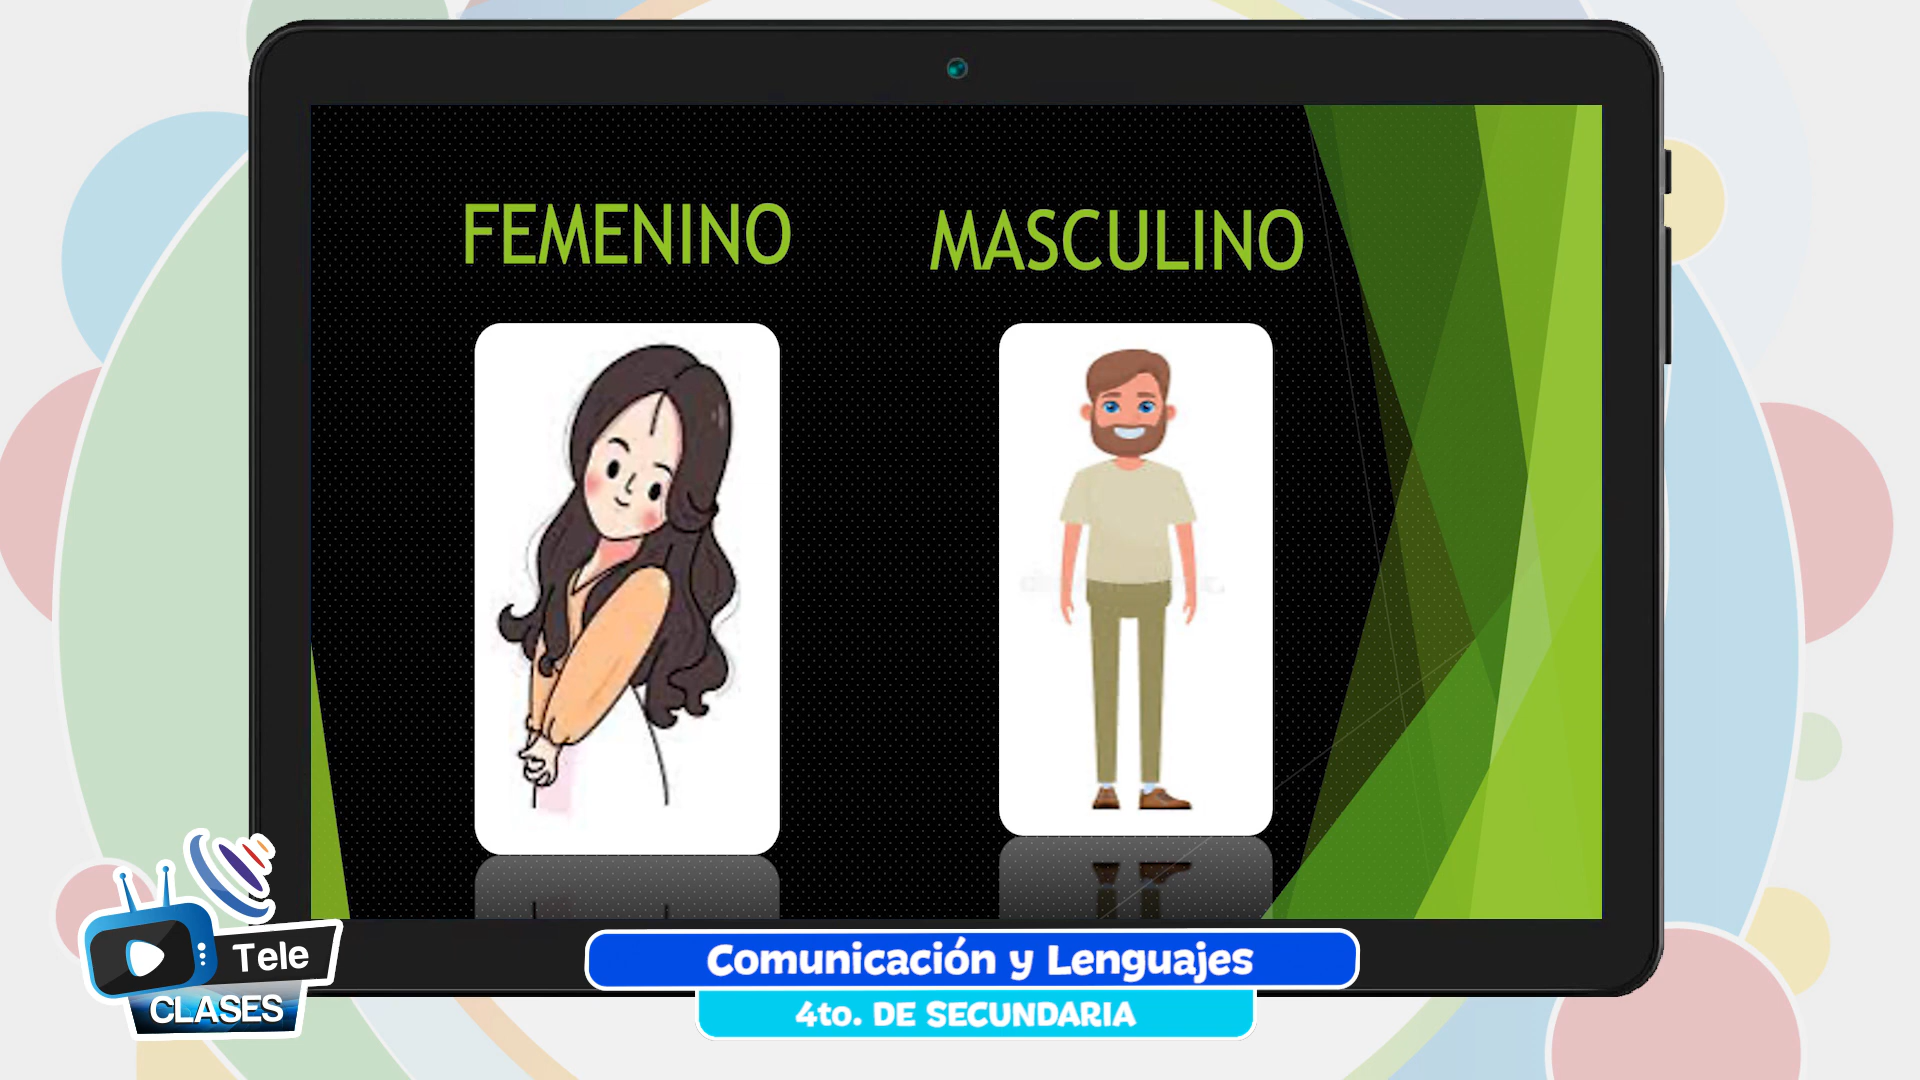 FEMENINO
MASCULINO
Tele
CLASES
Comunicación y Lenguajes
4to. DE SECUNDARIA